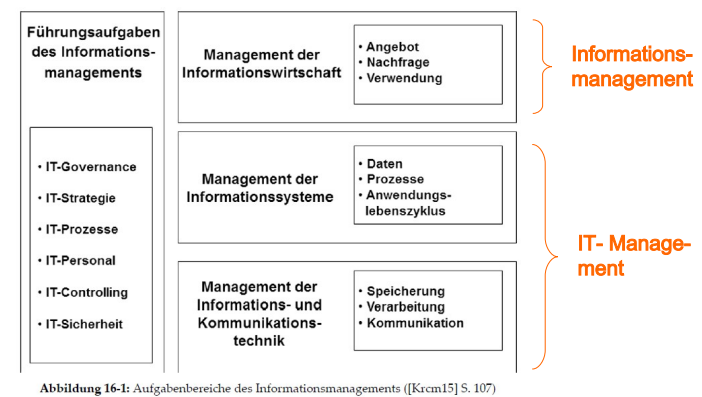 Führungsaufgaben
des Informations-
managements
• IT-Governance
• IT-Strategie
• IT-Prozesse
• IT-Personal
• IT-Controlling
• IT-Sicherheit
Management der
Informationswirtschaft
• Angebot
• Nachfrage
• Verwendung
Informations-
management
Management der
Informationssysteme
• Daten
• Prozesse
• Anwendungs-
lebenszyklus
Management der
Informations- und
Kommunikations-
technik
• Speicherung
• Verarbeitung
• Kommunikation
IT- Manage-
ment
Abbildung 16-1: Aufgabenbereiche des Informationsmanagements ([Krcm15] S. 107)